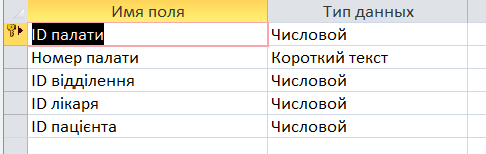 Имя поля Тип данных
ID палати Числовой
Номер палати Короткий текст
ID відділення Числовой
ID лікаря Числовой
ID пацієнта Числовой